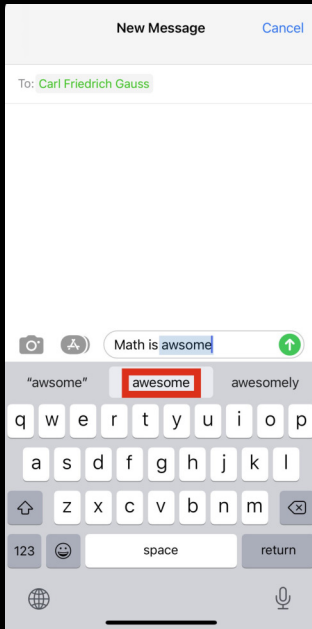 New Message
Cancel
To: Carl Friedrich Gauss
Math is awsome
"awsome"
awesome
awesomely
q w e r t y u i o p
a s d f g h j k l
z x c v b n m
123
space
return